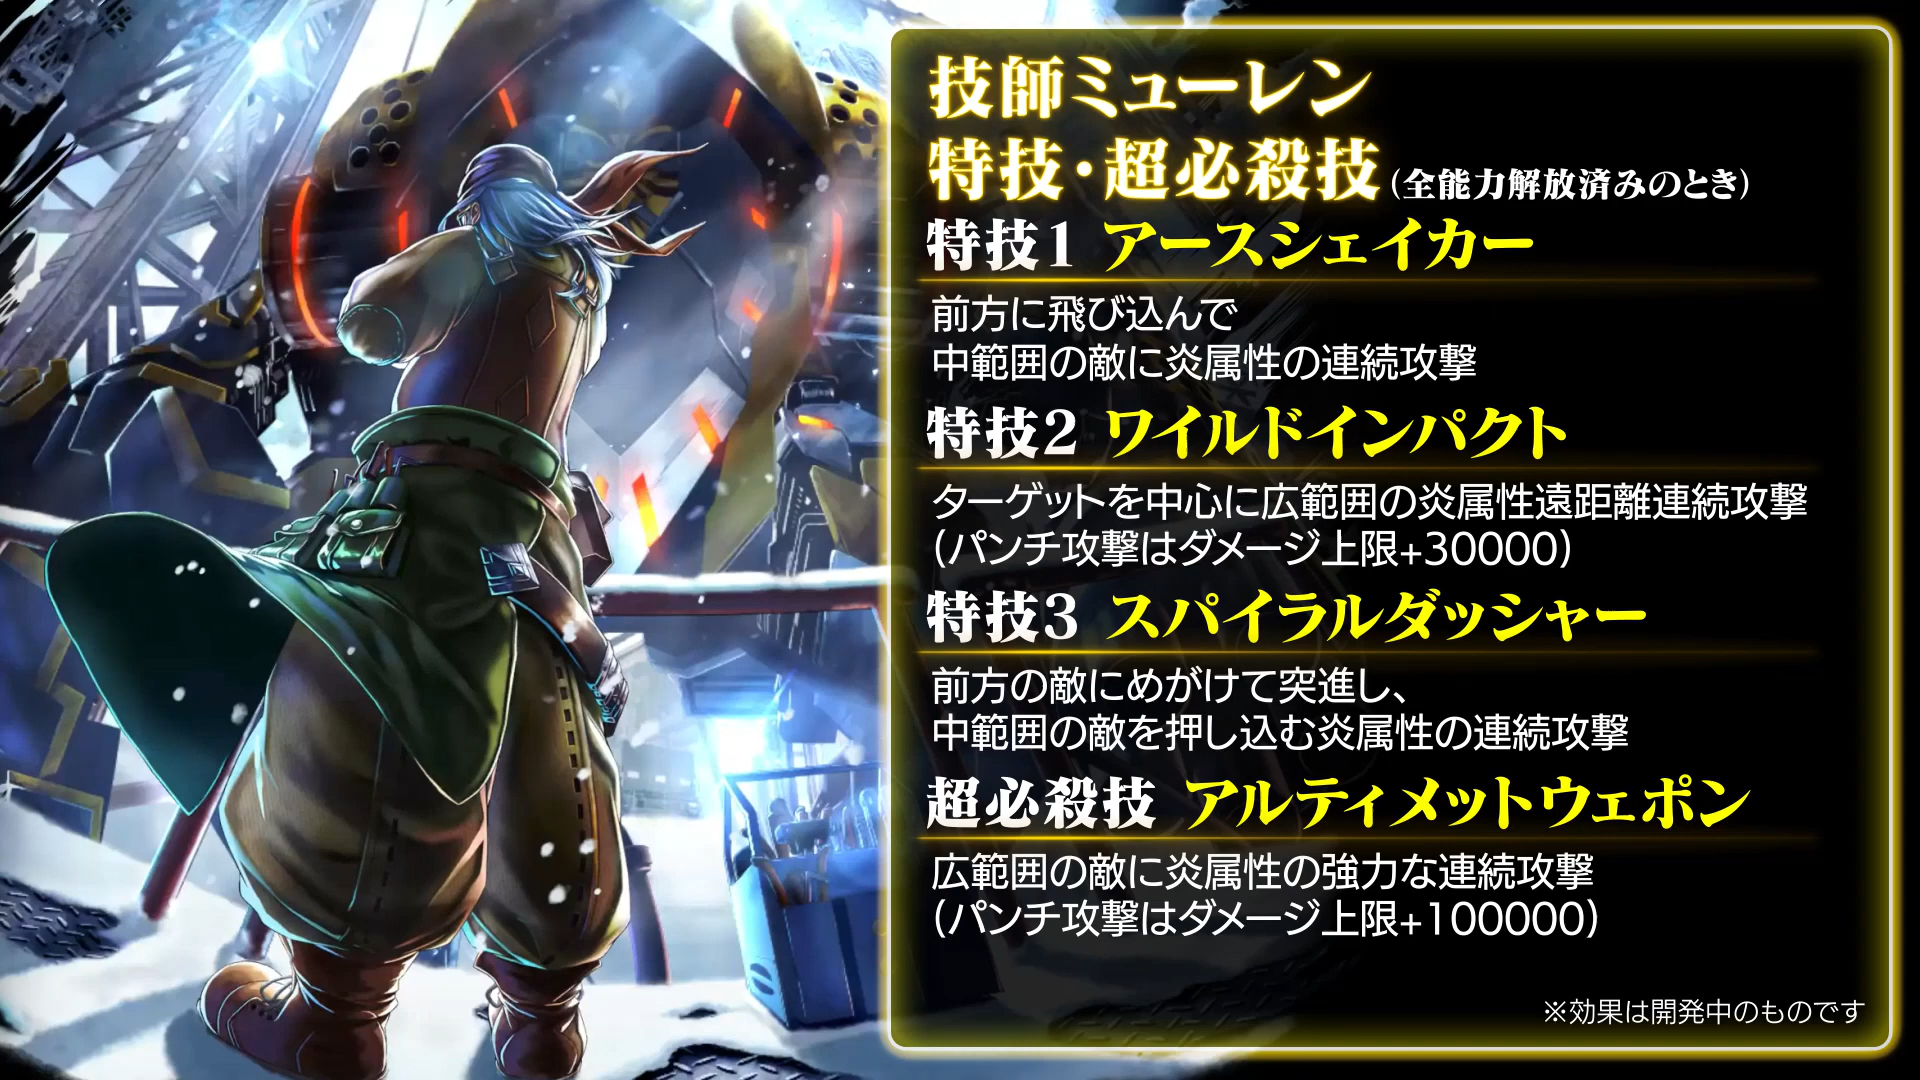 技師ミューレン
特技・超必殺技(全能力解放済みのとき)
特技1 アースシェイカー
前方に飛び込んで
中範囲の敵に炎属性の連続攻撃
特技2 ワイルドインパクト
ターゲットを中心に広範囲の炎属性遠距離連続攻撃
(パンチ攻撃はダメージ上限+30000)
特技3 スパイラルダッシャー
前方の敵にめがけて突進し、
中範囲の敵を押し込む炎属性の連続攻撃
超必殺技 アルティメットウェポン
広範囲の敵に炎属性の強力な連続攻撃
(パンチ攻撃はダメージ上限+100000)
※効果は開発中のものです